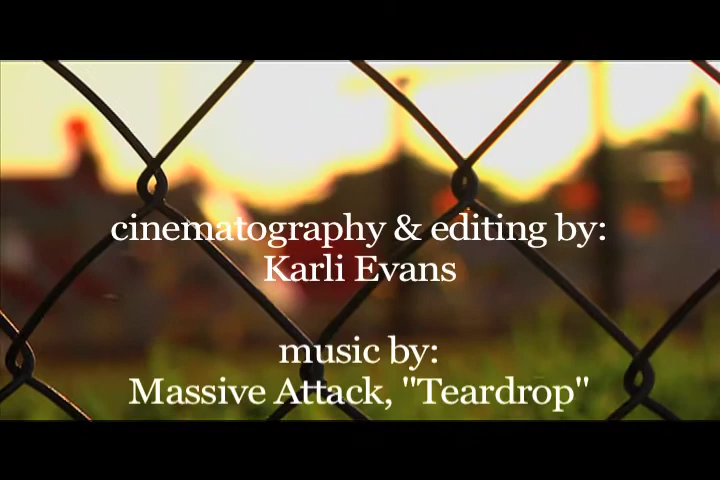 cinematography & editing by:
Karli Evans
music by:
Massive Attack, "Teardrop"